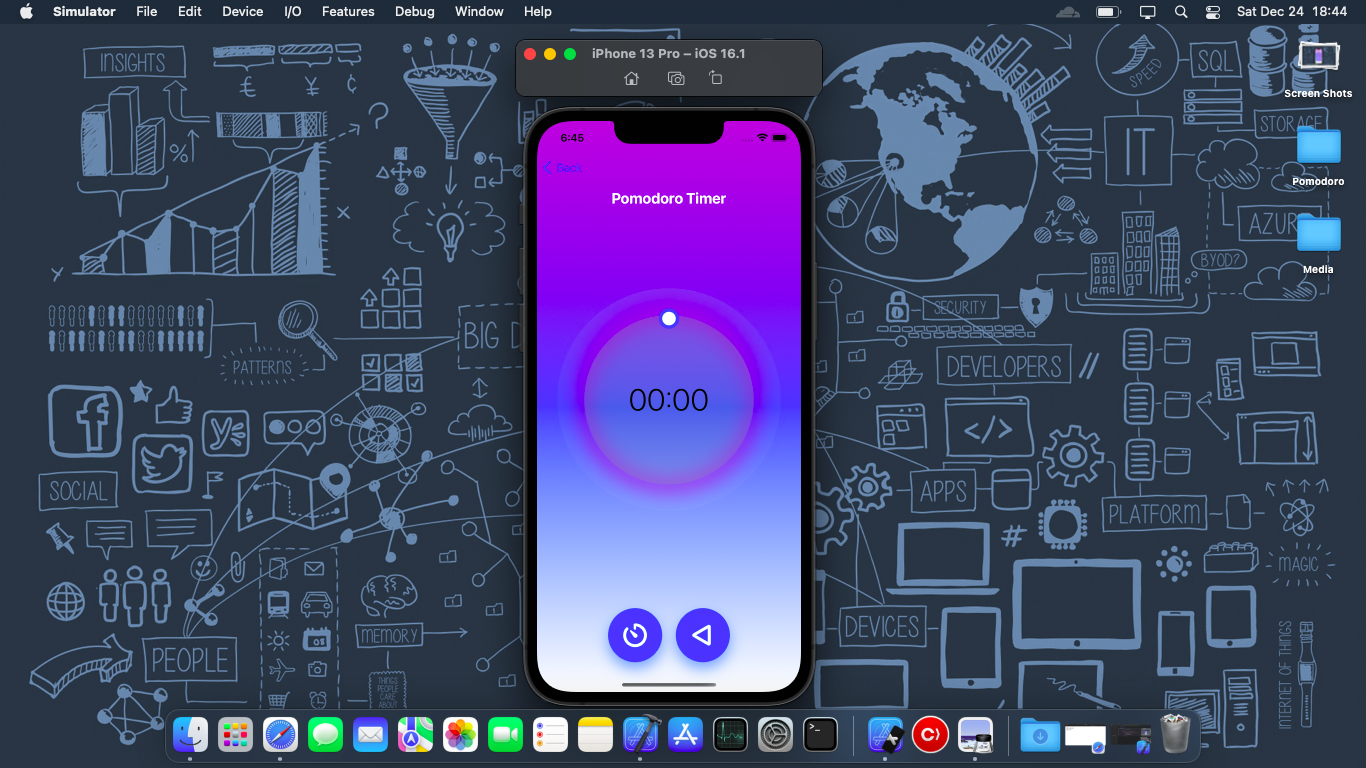 Simulator File Edit Device I/O Features Debug Window Help Sat Dec 24 18:44
iPhone 13 Pro – iOS 16.1
6:45
Back
Pomodoro Timer
00:00
Screen Shots
Pomodoro
Media
INSIGHTS
PATTERNS
BIG D
SOCIAL
PEOPLE
MEMORY
THINGS
PEOPLE
CARE
ABOUT
SPEED
SQL
STORAGE
IT
AZUR
BYOD?
SECURITY
DEVELOPERS
APPS
PLATFORM
MAGIC
DEVICES
INTERNET OF THINGS